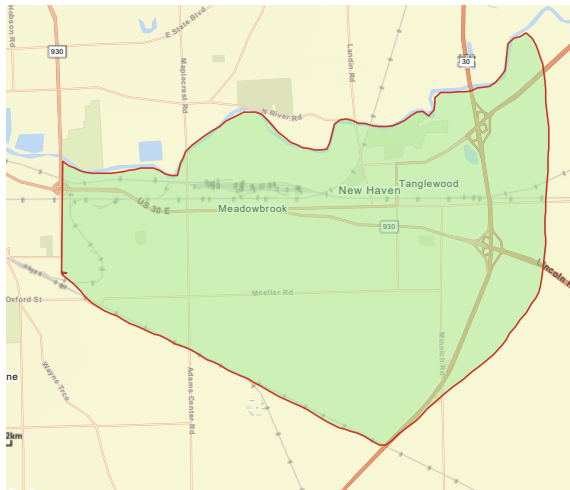 Hobson Rd
E State Blvd
930
Maplecrest Rd
Landin Rd
30
N River Rd
New Haven
Tanglewood
US 30 E
Meadowbrook
930
Lincoln H
Oxford St
Moeller Rd
Minnich Rd
Wayne Trce
ne
Adams Center Rd
2km